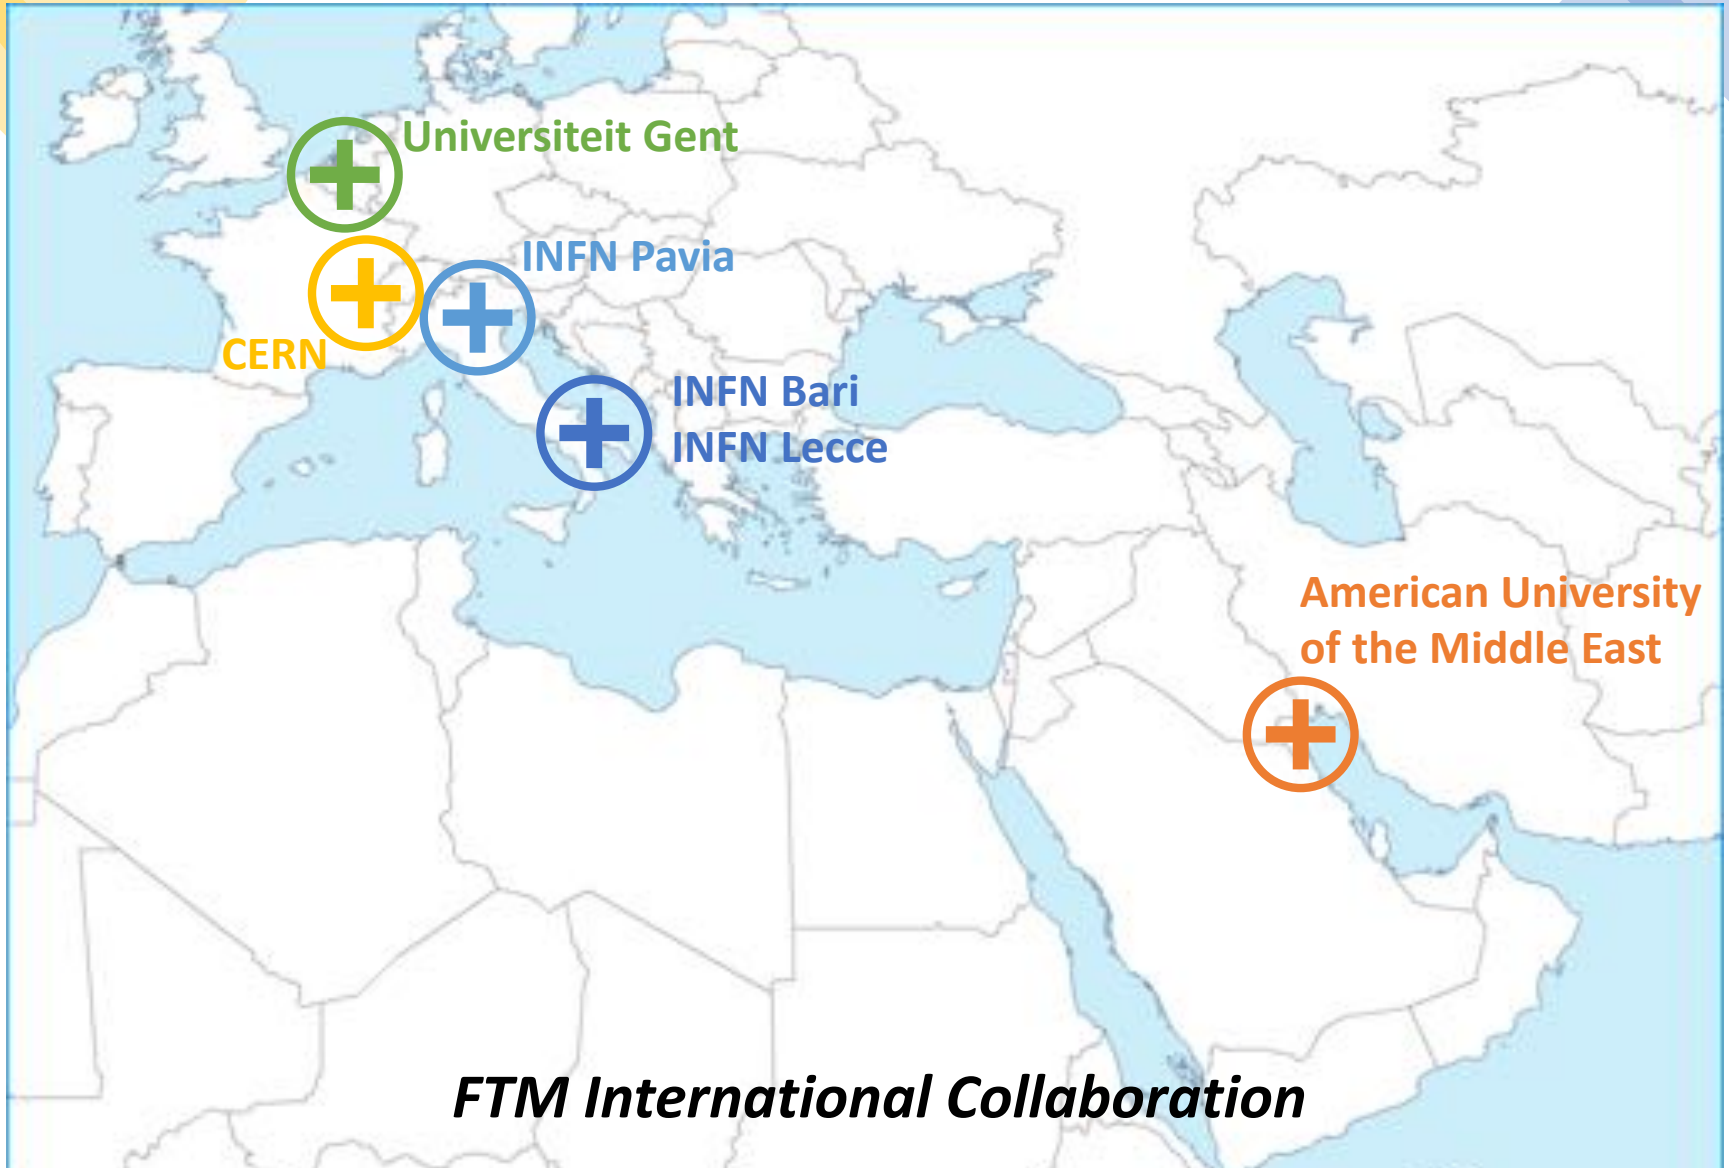 Universiteit Gent
INFN Pavia
CERN
INFN Bari
INFN Lecce
American University
of the Middle East
FTM International Collaboration